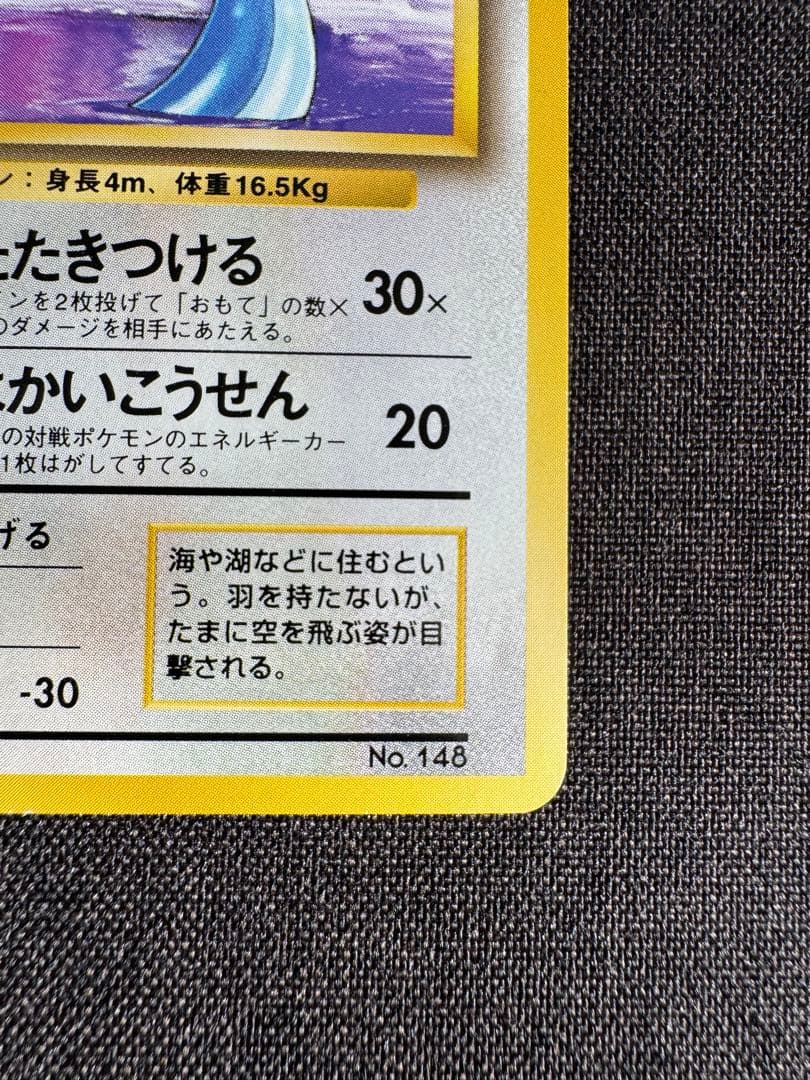 ン：身長4m、体重16.5Kg
たたきつける
インを2枚投げて「おもて」の数× 30×
のダメージを相手にあたえる。
はかいこうせん 20
の対戦ポケモンのエネルギーカー
1枚はがしてすてる。
げる
海や湖などに住むとい
う。羽を持たないが、
たまに空を飛ぶ姿が目
撃される。
-30
No. 148